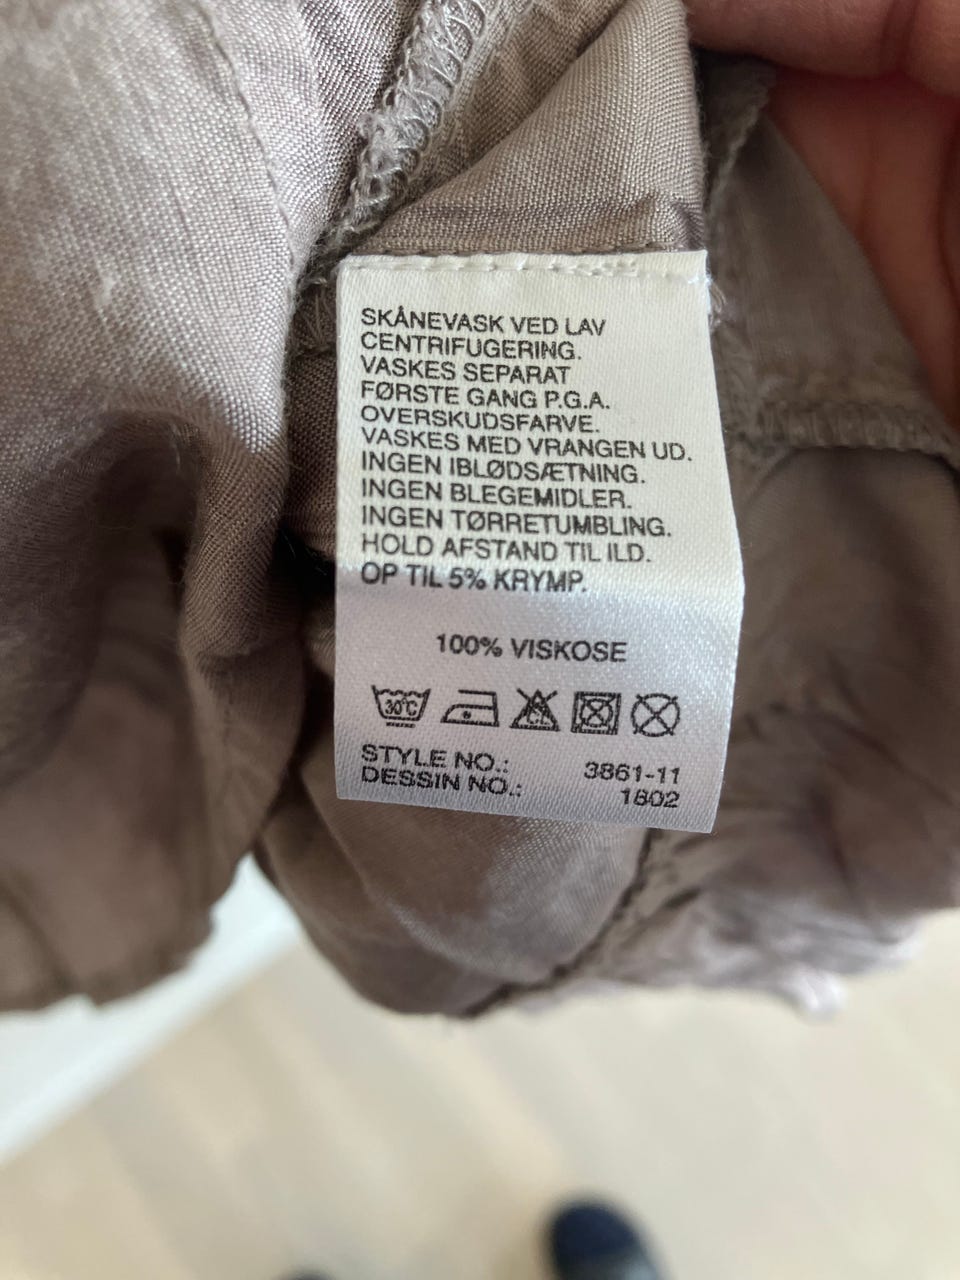 SKÅNEVASK VED LAV
CENTRIFUGERING.
VASKES SEPARAT
FØRSTE GANG P.G.A.
OVERSKUDSFARVE.
VASKES MED VRANGEN UD.
INGEN IBLØDSÆTNING.
INGEN BLEGEMIDLER.
INGEN TØRRETUMBLING.
HOLD AFSTAND TIL ILD.
OP TIL 5% KRYMP.
100% VISKOSE
30°C CL
STYLE NO.: 3861-11
DESSIN NO.: 1802